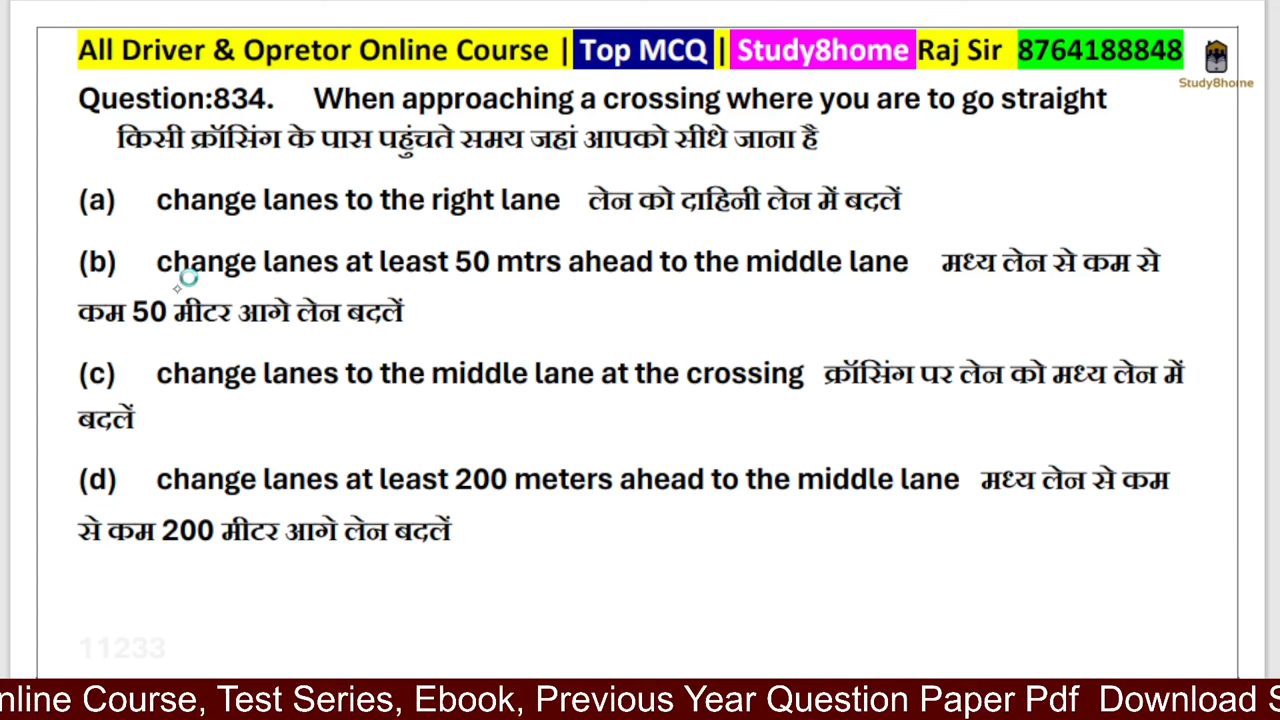 All Driver & Opretor Online Course | Top MCQ | Study8home Raj Sir 8764188848
Study8home
Question:834. When approaching a crossing where you are to go straight
किसी क्रॉसिंग के पास पहुंचते समय जहां आपको सीधे जाना है
(a) change lanes to the right lane लेन को दाहिनी लेन में बदलें
(b) change lanes at least 50 mtrs ahead to the middle lane मध्य लेन से कम से
कम 50 मीटर आगे लेन बदलें
(c) change lanes to the middle lane at the crossing क्रॉसिंग पर लेन को मध्य लेन में
बदलें
(d) change lanes at least 200 meters ahead to the middle lane मध्य लेन से कम
से कम 200 मीटर आगे लेन बदलें
11233
nline Course, Test Series, Ebook, Previous Year Question Paper Pdf Download S